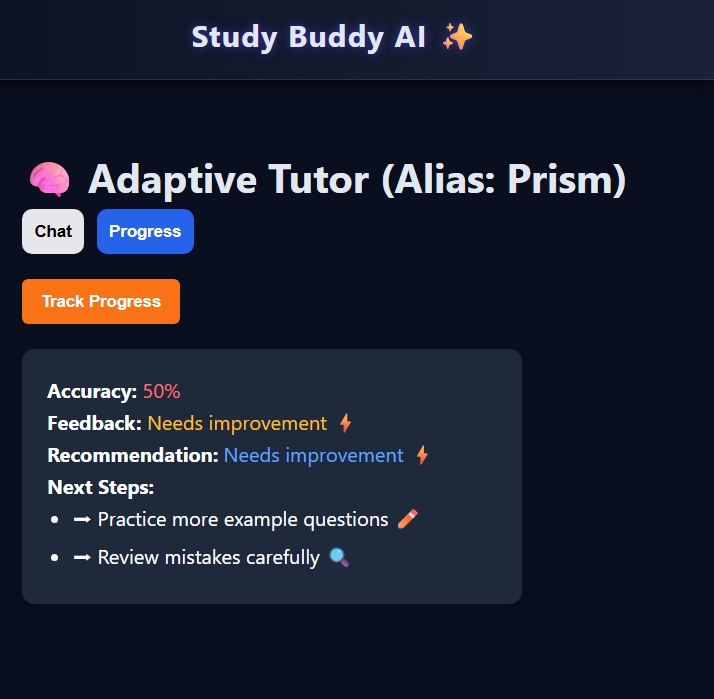 Study Buddy AI ✨
🧠 Adaptive Tutor (Alias: Prism)
Chat Progress
Track Progress
Accuracy: 50%
Feedback: Needs improvement ⚡
Recommendation: Needs improvement ⚡
Next Steps:
• ➡ Practice more example questions ✏️
• ➡ Review mistakes carefully 🔍